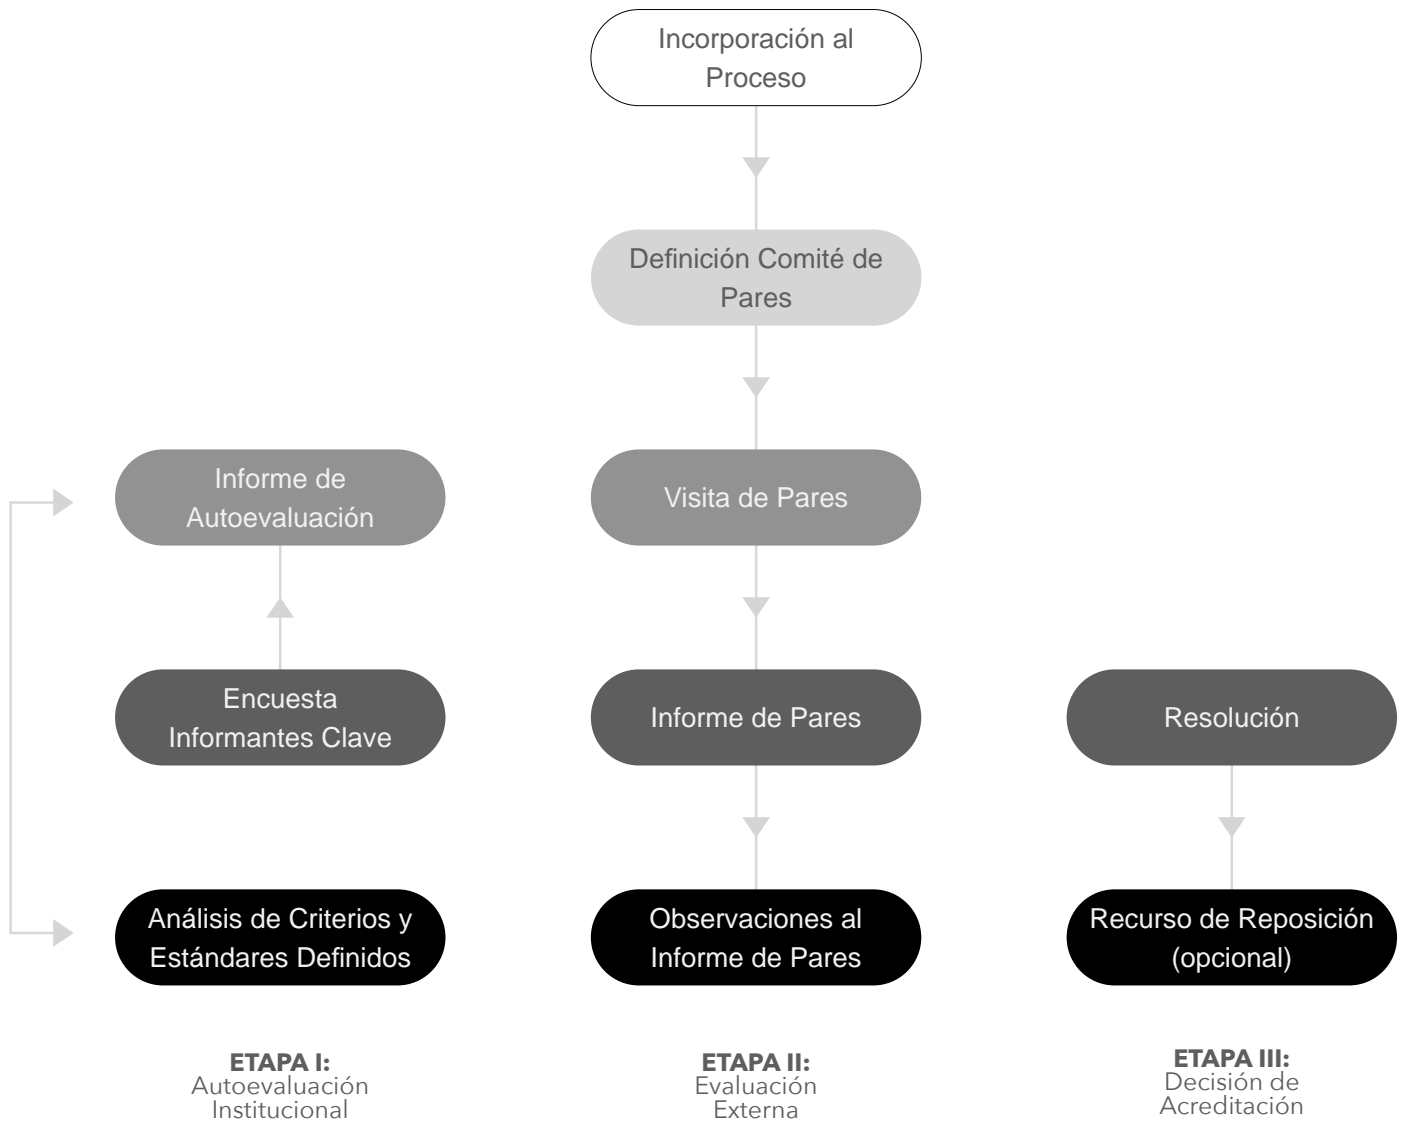 Incorporación al
Proceso
Definición Comité de
Pares
Informe de
Autoevaluación
Visita de Pares
Encuesta
Informantes Clave
Informe de Pares
Resolución
Análisis de Criterios y
Estándares Definidos
Observaciones al
Informe de Pares
Recurso de Reposición
(opcional)
ETAPA I:
Autoevaluación
Institucional
ETAPA II:
Evaluación
Externa
ETAPA III:
Decisión de
Acreditación